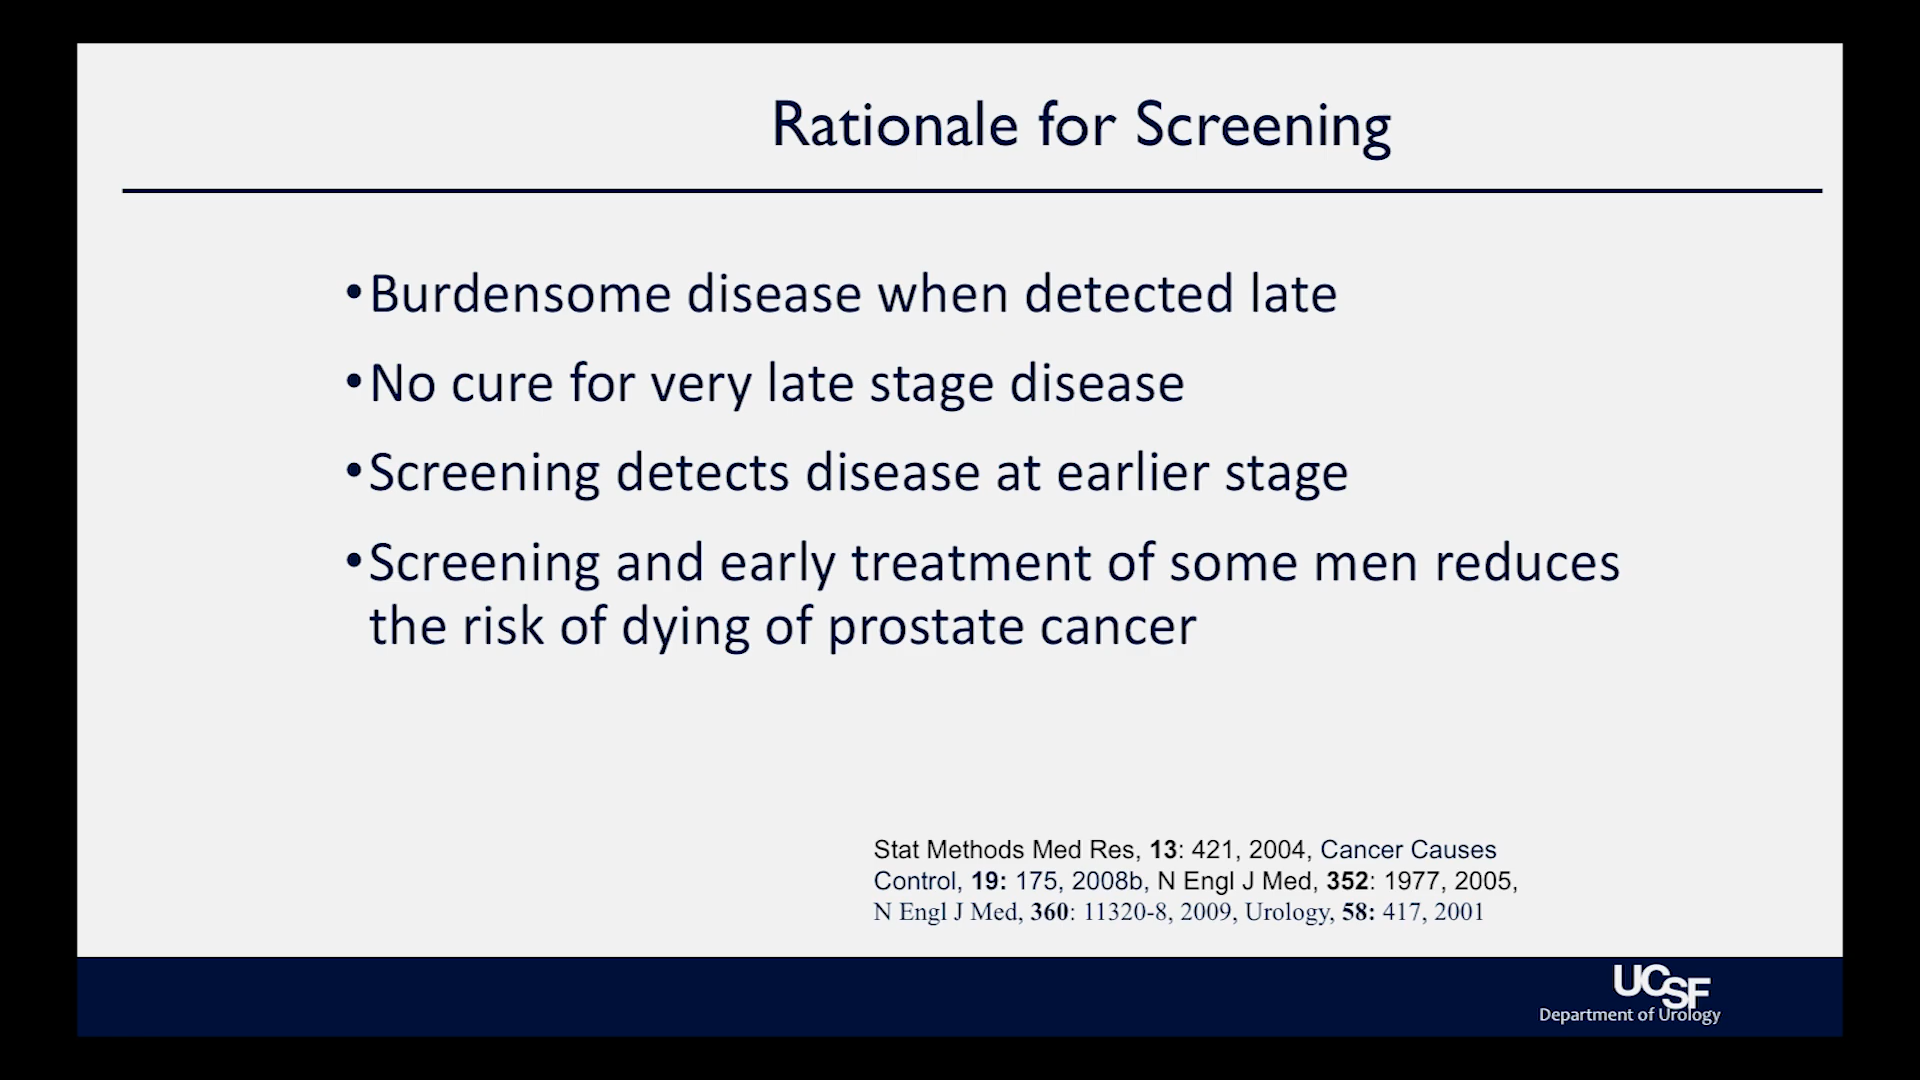 Rationale for Screening
•Burdensome disease when detected late
•No cure for very late stage disease
•Screening detects disease at earlier stage
•Screening and early treatment of some men reduces
the risk of dying of prostate cancer
Stat Methods Med Res, 13: 421, 2004, Cancer Causes
Control, 19: 175, 2008b, N Engl J Med, 352: 1977, 2005,
N Engl J Med, 360: 11320-8, 2009, Urology, 58: 417, 2001
UCSF
Department of Urology